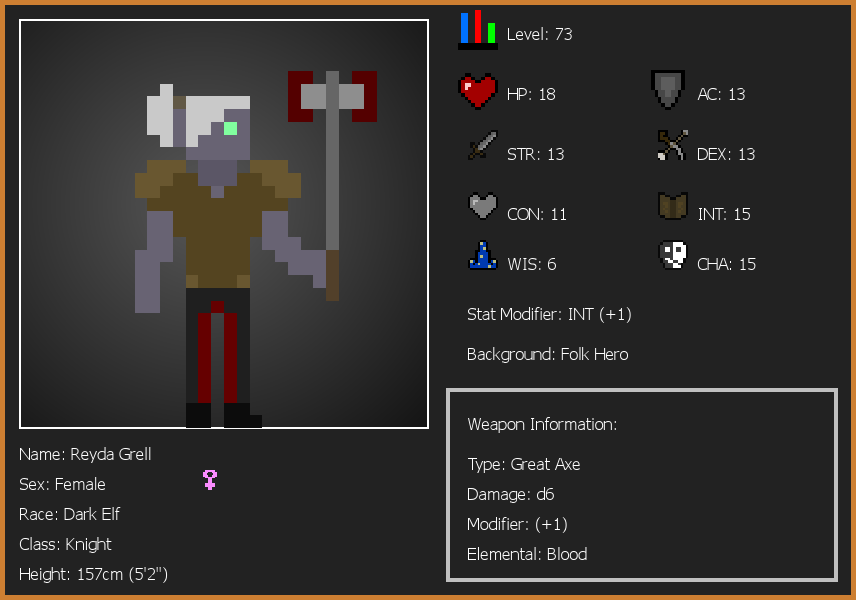 Level: 73
HP: 18
AC: 13
STR: 13
DEX: 13
CON: 11
INT: 15
WIS: 6
CHA: 15
Stat Modifier: INT (+1)
Background: Folk Hero
Weapon Information:
Type: Great Axe
Damage: d6
Modifier: (+1)
Elemental: Blood
Name: Reyda Grell
Sex: Female
Race: Dark Elf
Class: Knight
Height: 157cm (5'2")